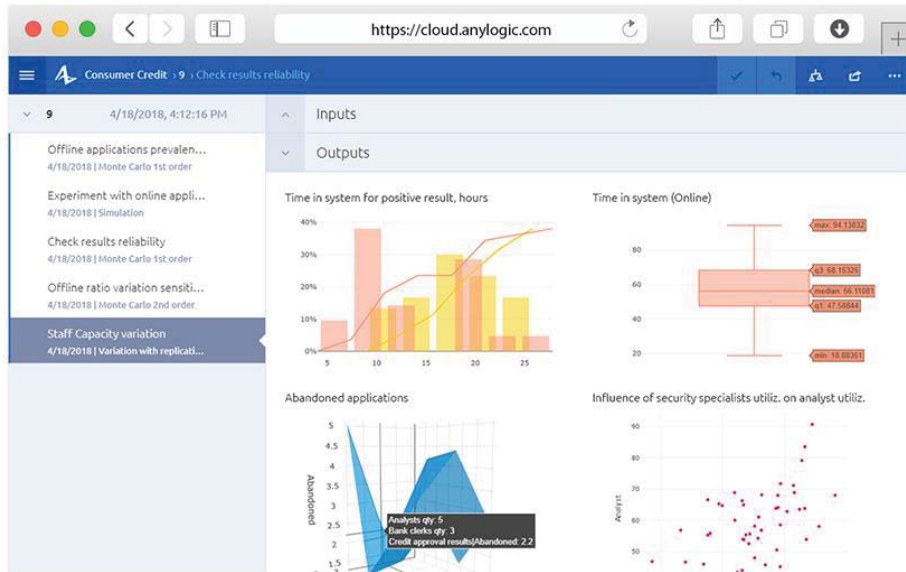 https://cloud.anylogic.com
Consumer Credit › 9 › Check results reliability
9 4/18/2018, 4:12:16 PM
Offline applications prevalen...
4/18/2018 | Monte Carlo 1st order
Experiment with online appli...
4/18/2018 | Simulation
Check results reliability
4/18/2018 | Monte Carlo 1st order
Offline ratio variation sensiti...
4/18/2018 | Monte Carlo 2nd order
Staff Capacity variation
4/18/2018 | Variation with replicati...
Inputs
Outputs
Time in system for positive result, hours
40%
30%
20%
10%
0%
5 10 15 20 25
Time in system (Online)
80
60
40
20
max: 94.13032
q3: 68.15325
median: 56.11081
q1: 47.58844
min: 18.88351
Abandoned applications
5
4.5
4
3.5
3
2.5
2
1.5
Abandoned
Analysts qty: 5
Bank clerks qty: 3
Credit approval results|Abandoned: 2.2
Influence of security specialists utiliz. on analyst utiliz.
90
80
70
60
50
Analyst